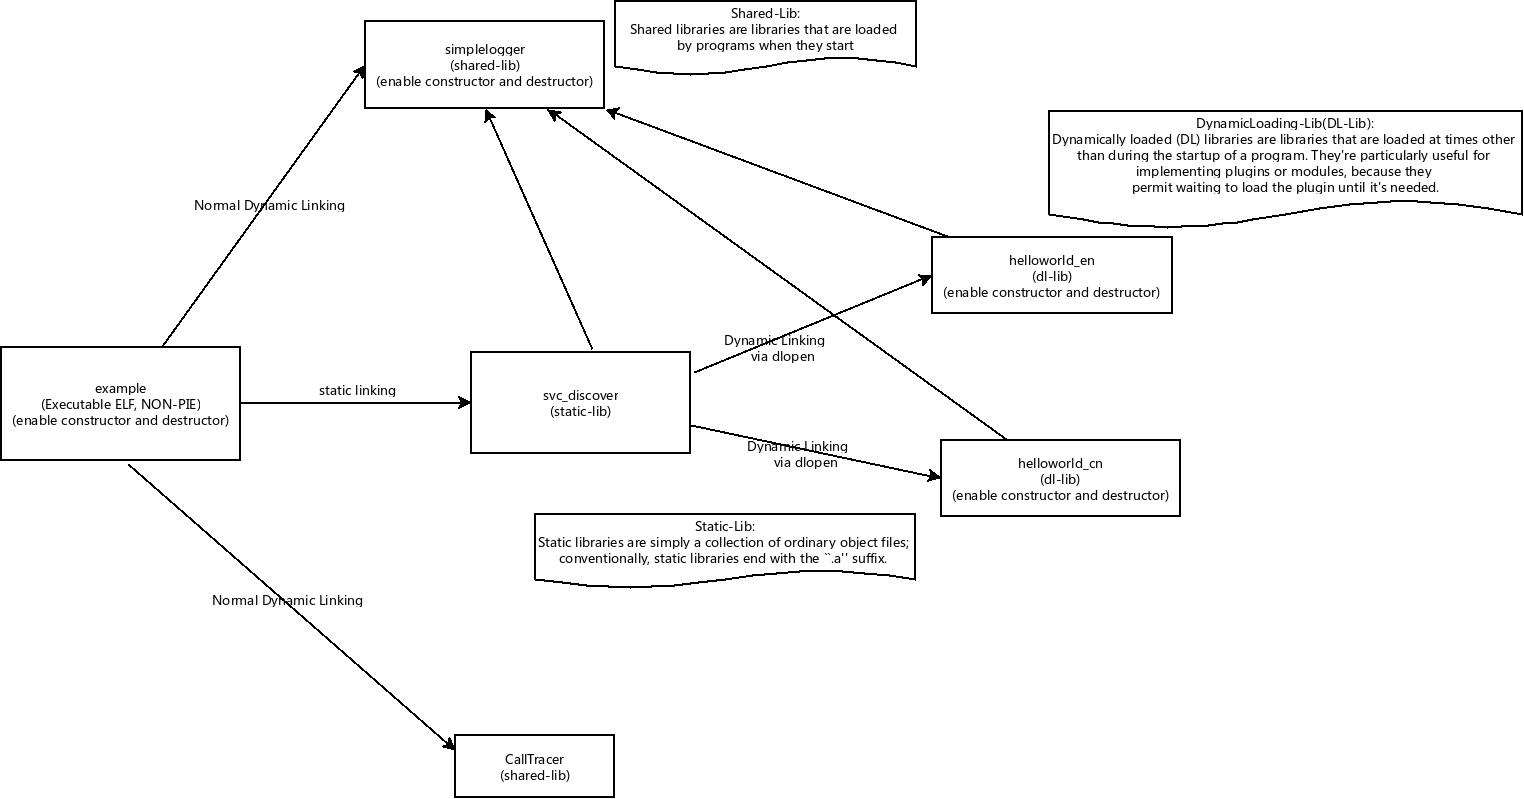 Shared-Lib:
Shared libraries are libraries that are loaded
by programs when they start
simplelogger
(shared-lib)
(enable constructor and destructor)
DynamicLoading-Lib(DL-Lib):
Dynamically loaded (DL) libraries are libraries that are loaded at times other
than during the startup of a program. They're particularly useful for
implementing plugins or modules, because they
permit waiting to load the plugin until it's needed.
Normal Dynamic Linking
helloworld_en
(dl-lib)
(enable constructor and destructor)
Dynamic Linking
via dlopen
example
(Executable ELF, NON-PIE)
(enable constructor and destructor)
static linking
svc_discover
(static-lib)
Dynamic Linking
via dlopen
helloworld_cn
(dl-lib)
(enable constructor and destructor)
Static-Lib:
Static libraries are simply a collection of ordinary object files;
conventionally, static libraries end with the ``.a'' suffix.
Normal Dynamic Linking
CallTracer
(shared-lib)